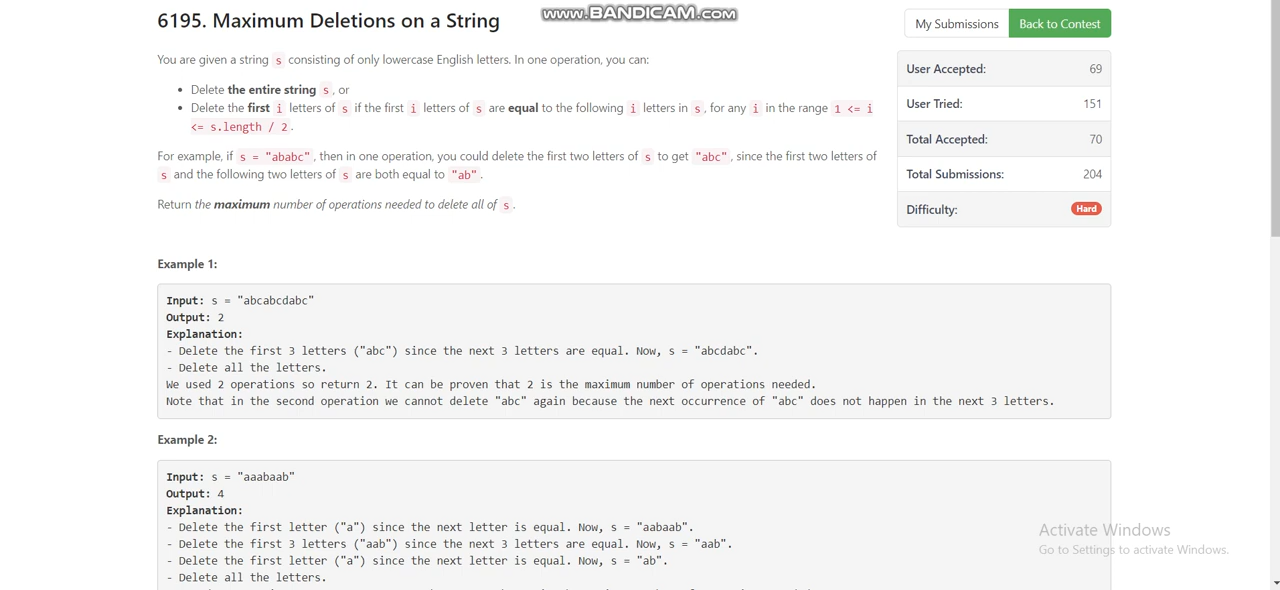 www.BANDICAM.com
6195. Maximum Deletions on a String
My Submissions
Back to Contest
You are given a string s consisting of only lowercase English letters. In one operation, you can:
• Delete the entire string s, or
• Delete the first i letters of s if the first i letters of s are equal to the following i letters in s, for any i in the range 1 <= i
<= s.length / 2.
For example, if s = "ababc", then in one operation, you could delete the first two letters of s to get "abc", since the first two letters of
s and the following two letters of s are both equal to "ab".
Return the maximum number of operations needed to delete all of s.
User Accepted: 69
User Tried: 151
Total Accepted: 70
Total Submissions: 204
Difficulty: Hard
Example 1:
Input: s = "abcabcdabc"
Output: 2
Explanation:
- Delete the first 3 letters ("abc") since the next 3 letters are equal. Now, s = "abcdabc".
- Delete all the letters.
We used 2 operations so return 2. It can be proven that 2 is the maximum number of operations needed.
Note that in the second operation we cannot delete "abc" again because the next occurrence of "abc" does not happen in the next 3 letters.
Example 2:
Input: s = "aaabaab"
Output: 4
Explanation:
- Delete the first letter ("a") since the next letter is equal. Now, s = "aabaab".
- Delete the first 3 letters ("aab") since the next 3 letters are equal. Now, s = "aab".
- Delete the first letter ("a") since the next letter is equal. Now, s = "ab".
- Delete all the letters.
Activate Windows
Go to Settings to activate Windows.